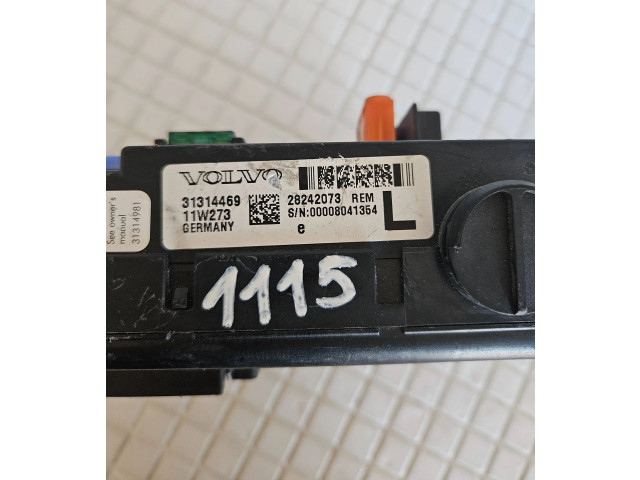 VOLVO
31314469
11W273
GERMANY
28242073 REM
S/N:00008041354
e
L
See owner's
manual
31314981
1115